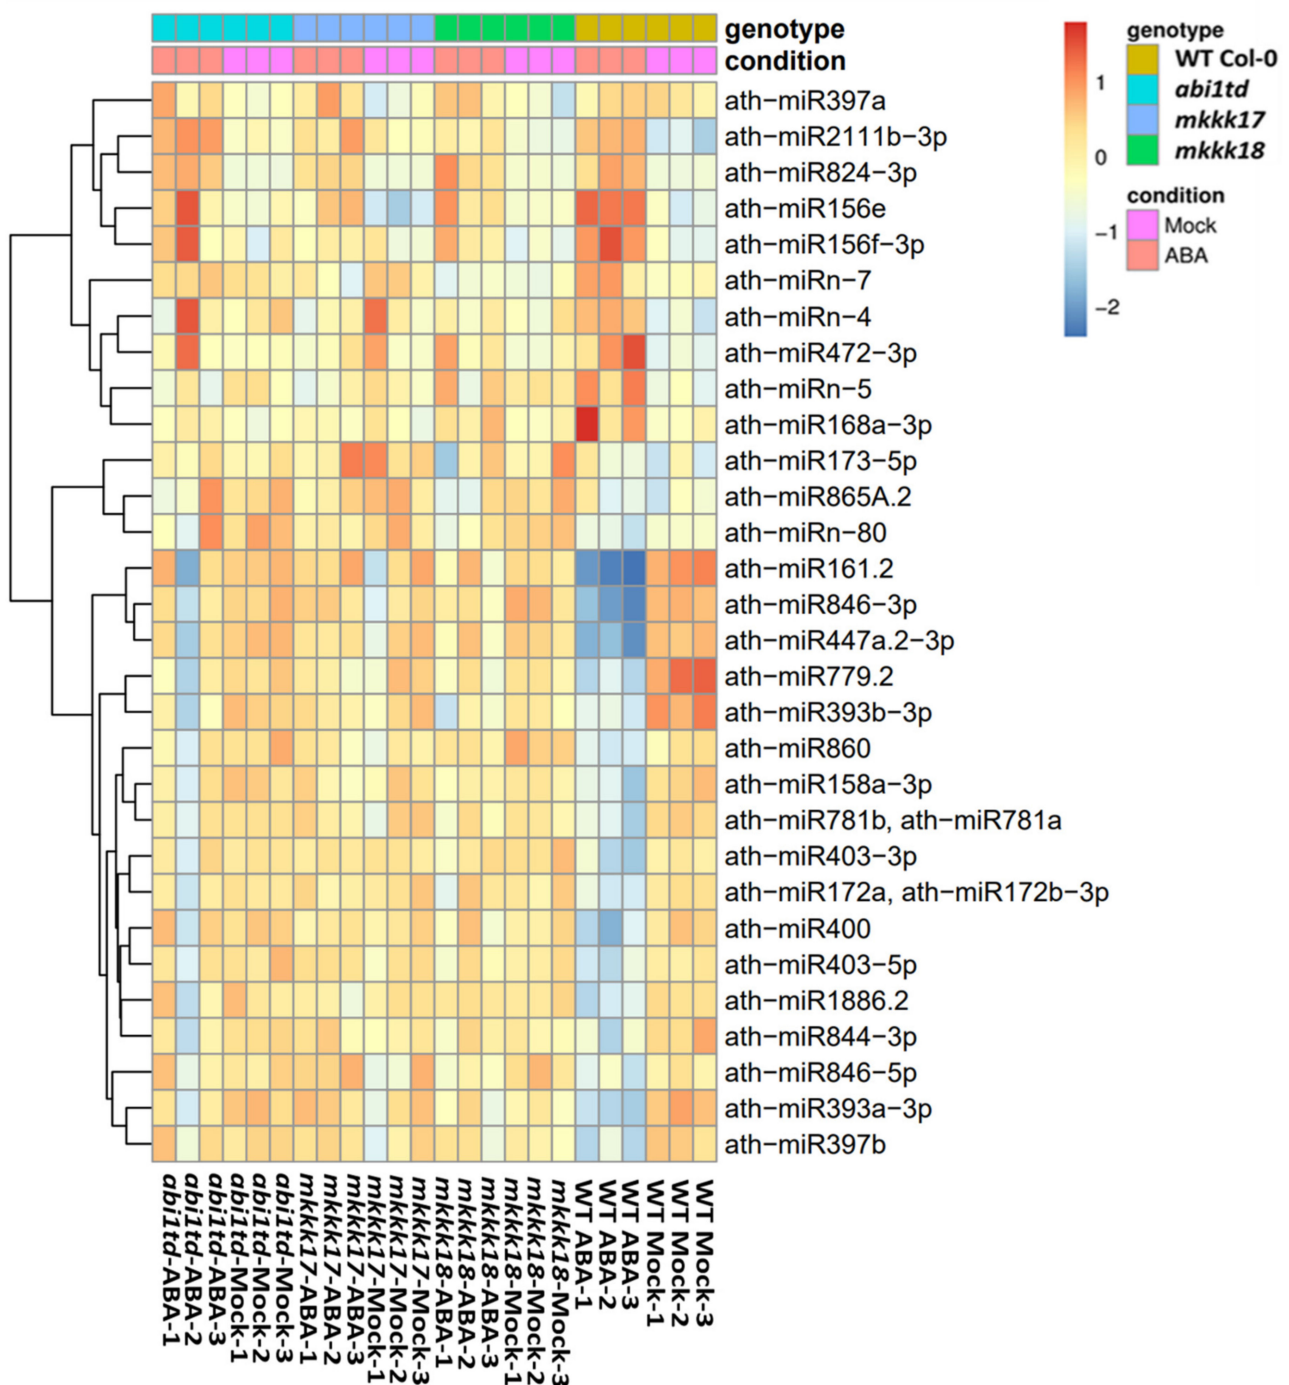 genotype
condition
ath−miR397a
ath−miR2111b−3p
ath−miR824−3p
ath−miR156e
ath−miR156f−3p
ath−miRn−7
ath−miRn−4
ath−miR472−3p
ath−miRn−5
ath−miR168a−3p
ath−miR173−5p
ath−miR865A.2
ath−miRn−80
ath−miR161.2
ath−miR846−3p
ath−miR447a.2−3p
ath−miR779.2
ath−miR393b−3p
ath−miR860
ath−miR158a−3p
ath−miR781b, ath−miR781a
ath−miR403−3p
ath−miR172a, ath−miR172b−3p
ath−miR400
ath−miR403−5p
ath−miR1886.2
ath−miR844−3p
ath−miR846−5p
ath−miR393a−3p
ath−miR397b
abi1td-ABA-1
abi1td-ABA-2
abi1td-ABA-3
abi1td-Mock-1
abi1td-Mock-2
abi1td-Mock-3
mkkk17-ABA-1
mkkk17-ABA-2
mkkk17-ABA-3
mkkk17-Mock-1
mkkk17-Mock-2
mkkk17-Mock-3
mkkk18-ABA-1
mkkk18-ABA-2
mkkk18-ABA-3
mkkk18-Mock-1
mkkk18-Mock-2
mkkk18-Mock-3
WT ABA-1
WT ABA-2
WT ABA-3
WT Mock-1
WT Mock-2
WT Mock-3
1
0
−1
−2
genotype
WT Col-0
abi1td
mkkk17
mkkk18
condition
Mock
ABA